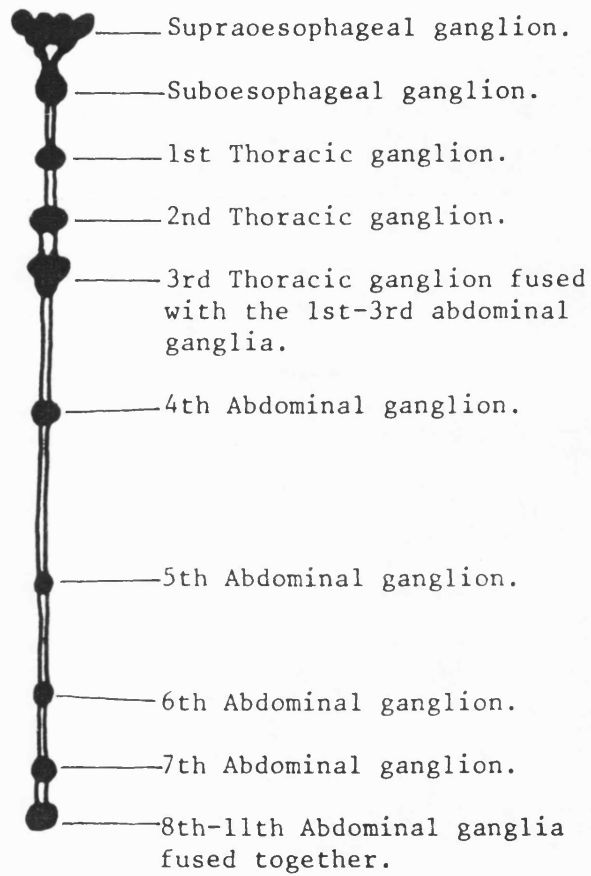 Supraoesophageal ganglion.
Suboesophageal ganglion.
1st Thoracic ganglion.
2nd Thoracic ganglion.
3rd Thoracic ganglion fused
with the 1st-3rd abdominal
ganglia.
4th Abdominal ganglion.
5th Abdominal ganglion.
6th Abdominal ganglion.
7th Abdominal ganglion.
8th-11th Abdominal ganglia
fused together.